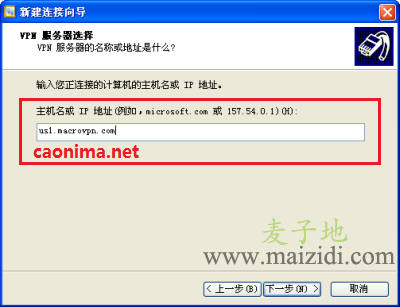 新建连接向导
VPN 服务器选择
VPN 服务器的名称或地址是什么?
输入您正连接的计算机的主机名或 IP 地址。
主机名或 IP 地址(例如,microsoft.com 或 157.54.0.1)(H):
us1.macrovpn.com
caonima.net
麦子地
www.maizidi.com
< 上一步(B)
下一步(N) >
取消